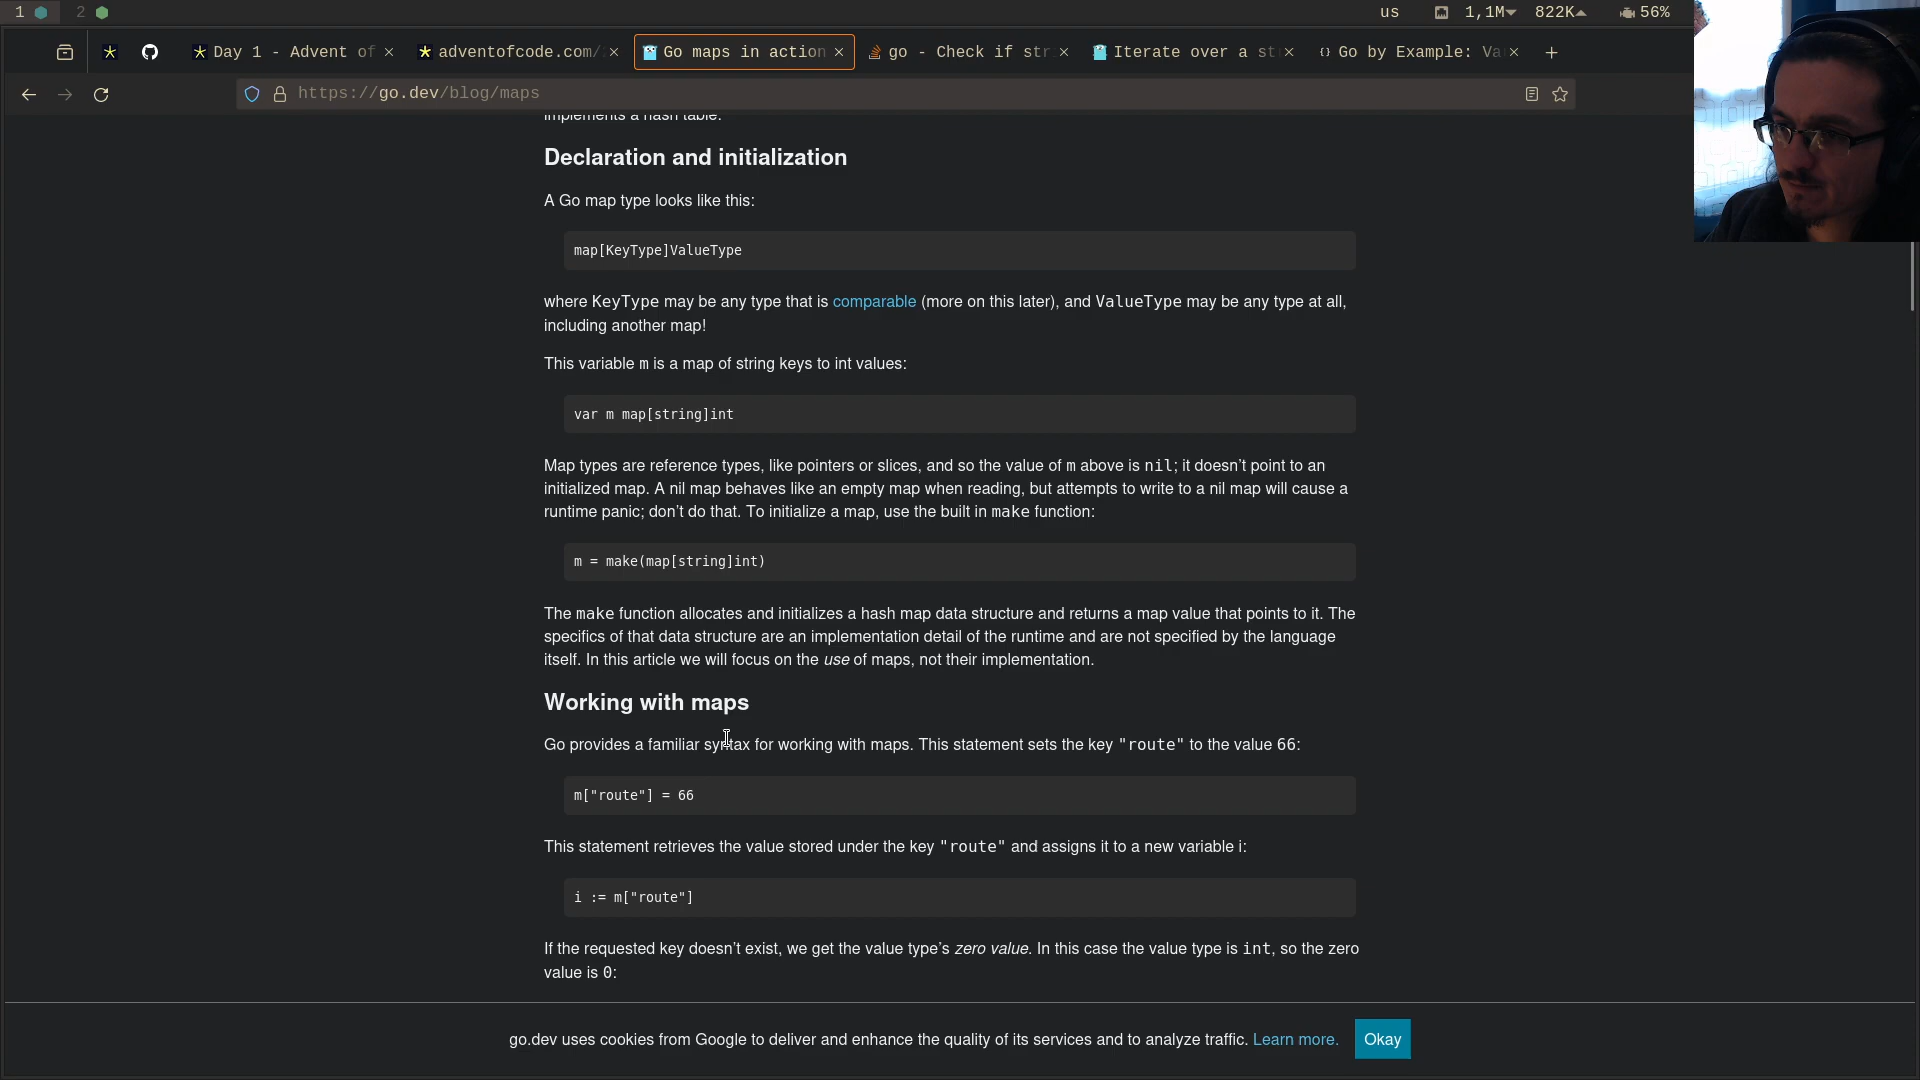 1 2 us 1,1M 822K 56%
Day 1 - Advent of adventofcode.com/ Go maps in action go - Check if str Iterate over a st Go by Example: Va
https://go.dev/blog/maps
implements a hash table.
Declaration and initialization
A Go map type looks like this:
map[KeyType]ValueType
where KeyType may be any type that is comparable (more on this later), and ValueType may be any type at all,
including another map!
This variable m is a map of string keys to int values:
var m map[string]int
Map types are reference types, like pointers or slices, and so the value of m above is nil; it doesn’t point to an
initialized map. A nil map behaves like an empty map when reading, but attempts to write to a nil map will cause a
runtime panic; don’t do that. To initialize a map, use the built in make function:
m = make(map[string]int)
The make function allocates and initializes a hash map data structure and returns a map value that points to it. The
specifics of that data structure are an implementation detail of the runtime and are not specified by the language
itself. In this article we will focus on the use of maps, not their implementation.
Working with maps
Go provides a familiar syntax for working with maps. This statement sets the key "route" to the value 66:
m["route"] = 66
This statement retrieves the value stored under the key "route" and assigns it to a new variable i:
i := m["route"]
If the requested key doesn’t exist, we get the value type’s zero value. In this case the value type is int, so the zero
value is 0:
go.dev uses cookies from Google to deliver and enhance the quality of its services and to analyze traffic. Learn more. Okay